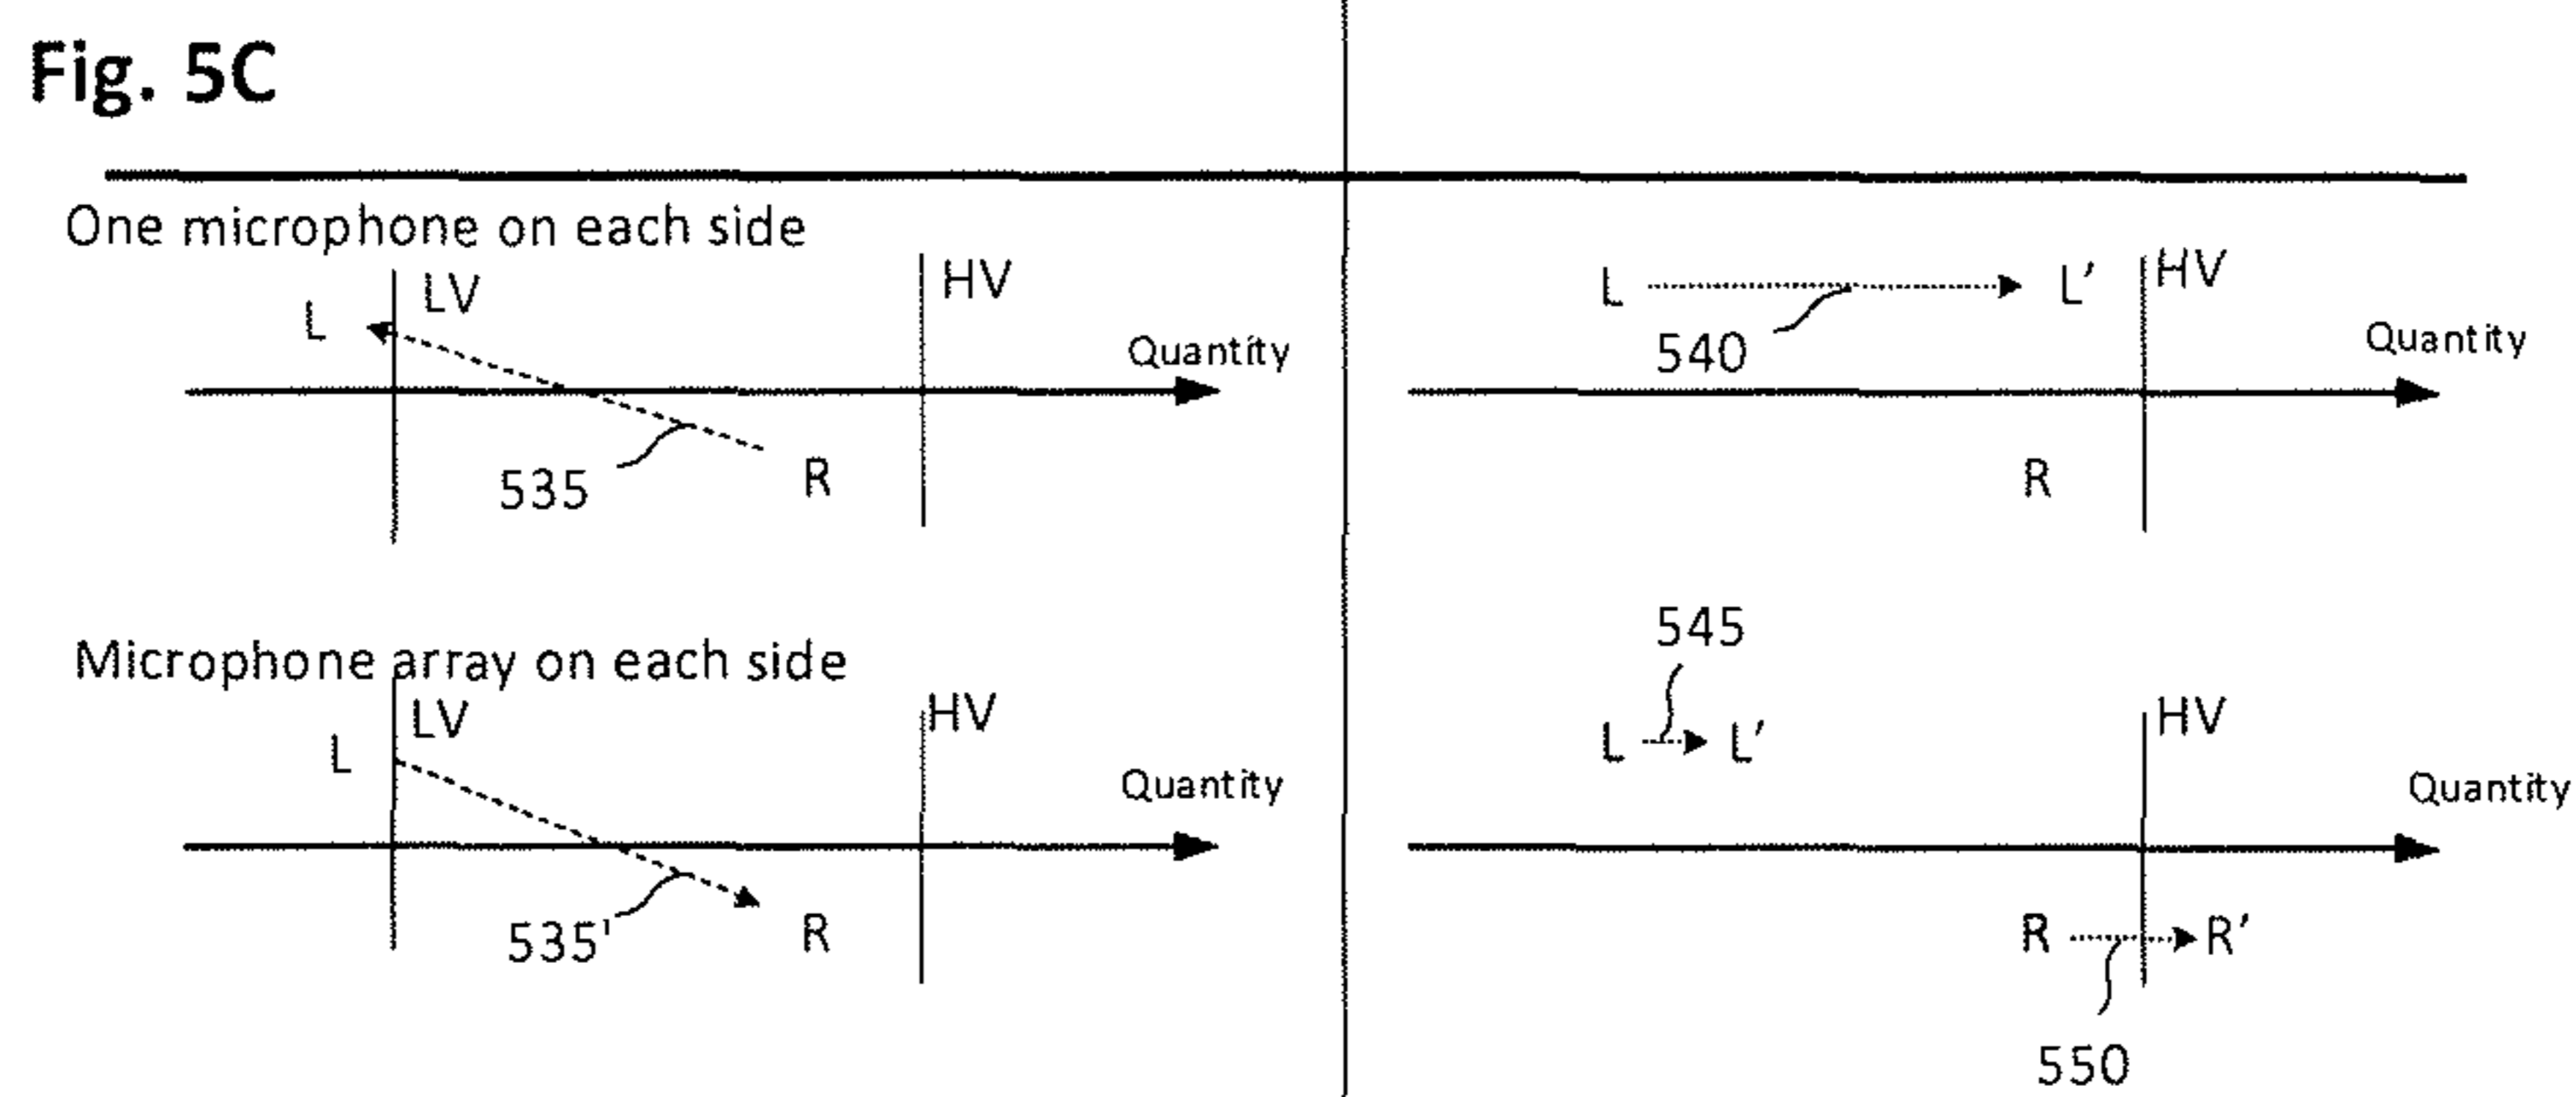 Fig. 5C
One microphone on each side
L LV HV
Quantity
535 R
L L' HV
540 Quantity
R
Microphone array on each side
L LV HV
Quantity
535' R
545
L L' HV
Quantity
R R'
550